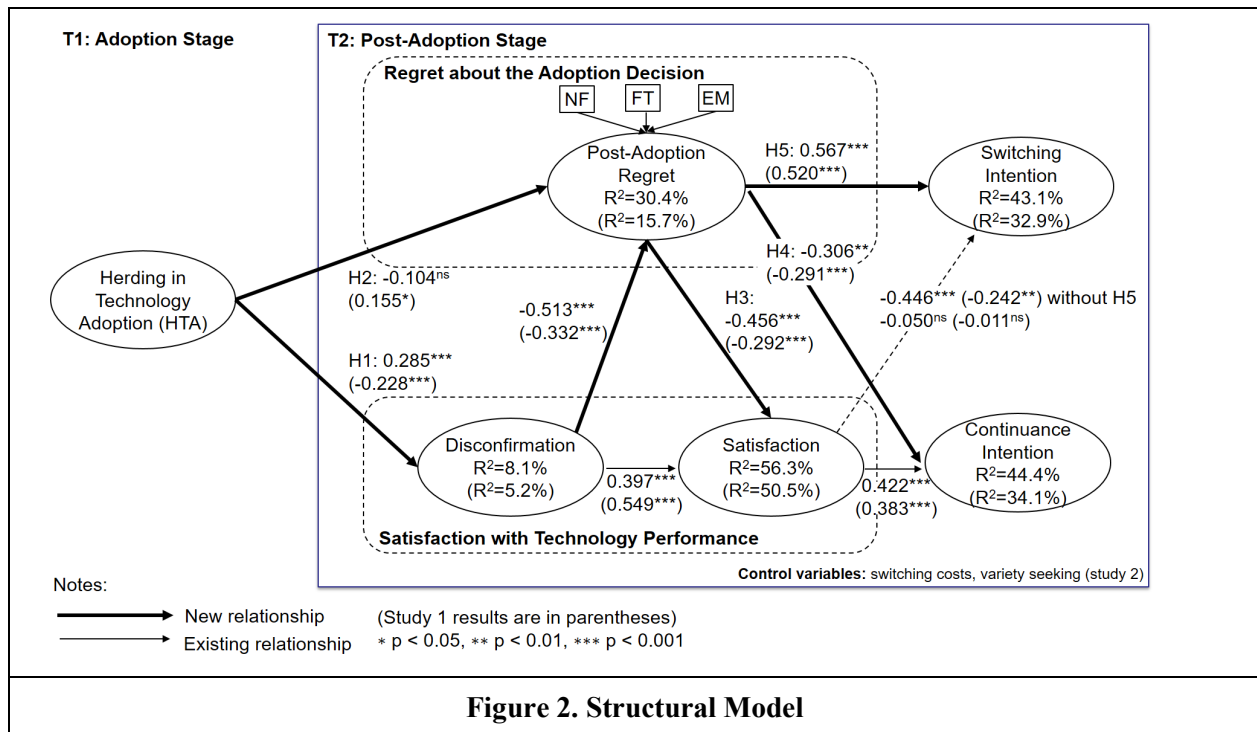 T1: Adoption Stage
T2: Post-Adoption Stage
Regret about the Adoption Decision
NF
FT
EM
Post-Adoption
Regret
R²=30.4%
(R²=15.7%)
H5: 0.567***
(0.520***)
Switching
Intention
R²=43.1%
(R²=32.9%)
Herding in
Technology
Adoption (HTA)
H2: -0.104ⁿˢ
(0.155*)
H4: -0.306**
(-0.291***)
-0.513***
(-0.332***)
H3:
-0.456***
(-0.292***)
-0.446*** (-0.242**) without H5
-0.050ⁿˢ (-0.011ⁿˢ)
H1: 0.285***
(-0.228***)
Disconfirmation
R²=8.1%
(R²=5.2%)
0.397***
(0.549***)
Satisfaction
R²=56.3%
(R²=50.5%)
0.422***
(0.383***)
Continuance
Intention
R²=44.4%
(R²=34.1%)
Satisfaction with Technology Performance
Control variables: switching costs, variety seeking (study 2)
Notes:
New relationship
(Study 1 results are in parentheses)
Existing relationship
* p < 0.05, ** p < 0.01, *** p < 0.001
Figure 2. Structural Model